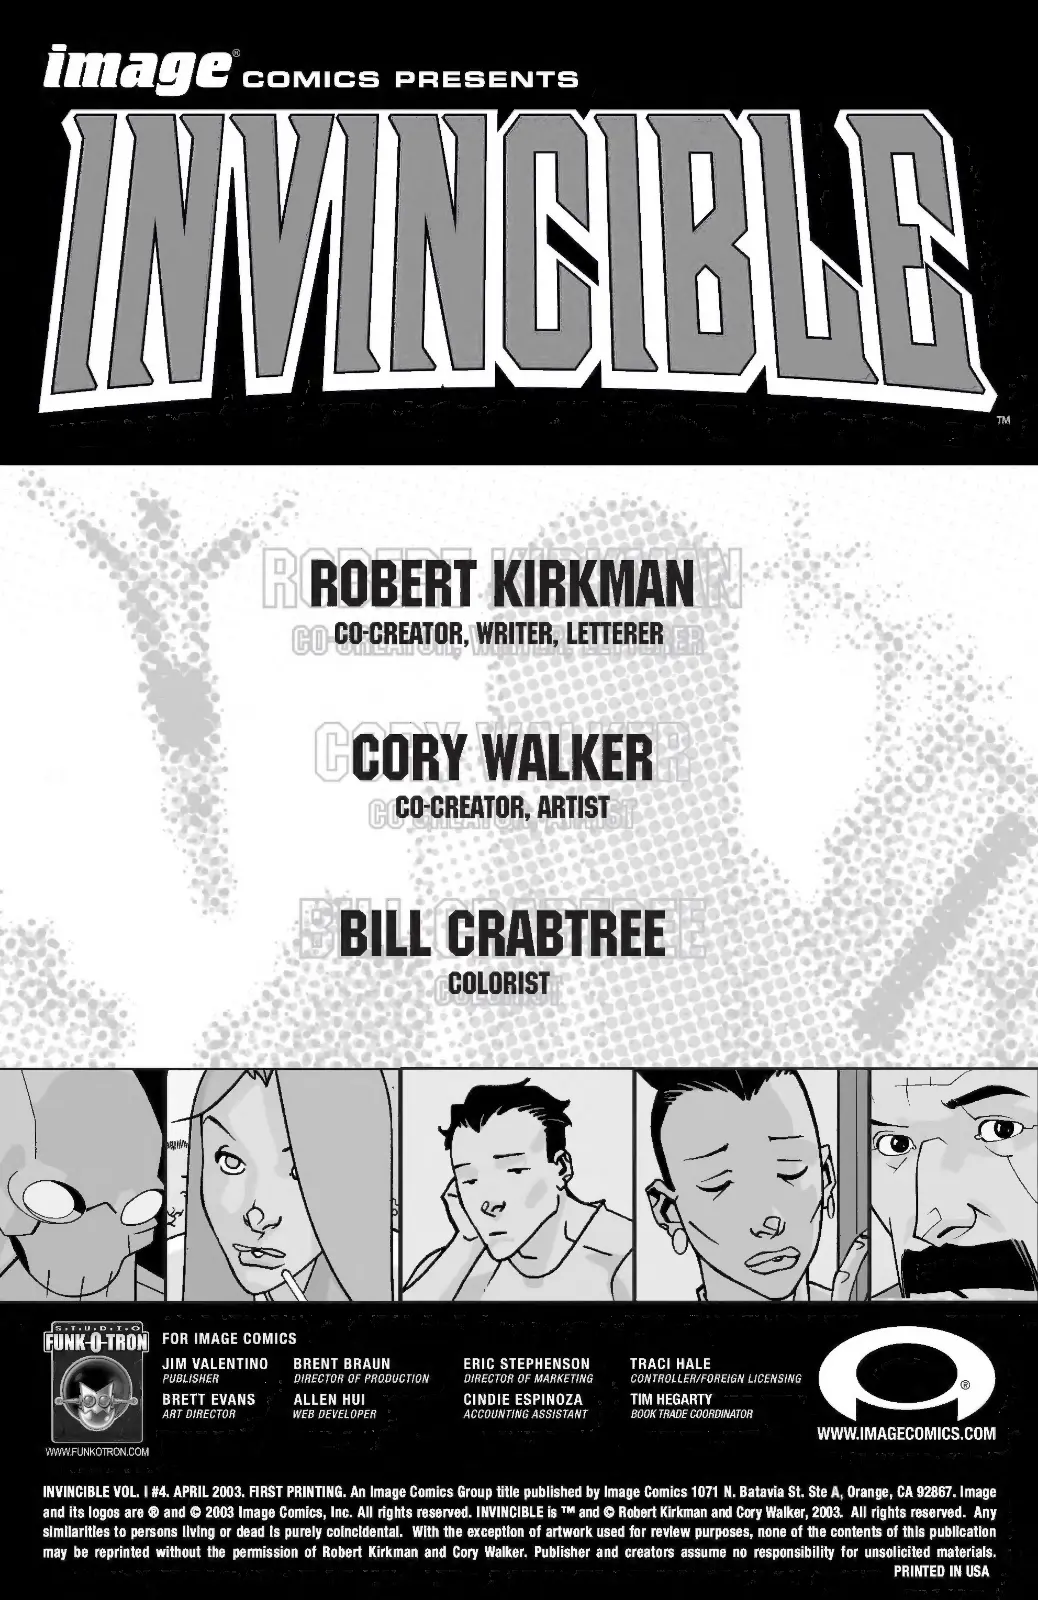 image® COMICS PRESENTS
INVINCIBLE™
ROBERT KIRKMAN
CO-CREATOR, WRITER, LETTERER
CORY WALKER
CO-CREATOR, ARTIST
BILL CRABTREE
COLORIST
S·T·U·D·I·O
FUNK-O-TRON
WWW.FUNKOTRON.COM
FOR IMAGE COMICS
JIM VALENTINO
PUBLISHER
BRENT BRAUN
DIRECTOR OF PRODUCTION
ERIC STEPHENSON
DIRECTOR OF MARKETING
TRACI HALE
CONTROLLER/FOREIGN LICENSING
BRETT EVANS
ART DIRECTOR
ALLEN HUI
WEB DEVELOPER
CINDIE ESPINOZA
ACCOUNTING ASSISTANT
TIM HEGARTY
BOOK TRADE COORDINATOR
®
WWW.IMAGECOMICS.COM
INVINCIBLE VOL. I #4. APRIL 2003. FIRST PRINTING. An Image Comics Group title published by Image Comics 1071 N. Batavia St. Ste A, Orange, CA 92867. Image
and its logos are ® and © 2003 Image Comics, Inc. All rights reserved. INVINCIBLE is ™ and © Robert Kirkman and Cory Walker, 2003. All rights reserved. Any
similarities to persons living or dead is purely coincidental. With the exception of artwork used for review purposes, none of the contents of this publication
may be reprinted without the permission of Robert Kirkman and Cory Walker. Publisher and creators assume no responsibility for unsolicited materials.
PRINTED IN USA